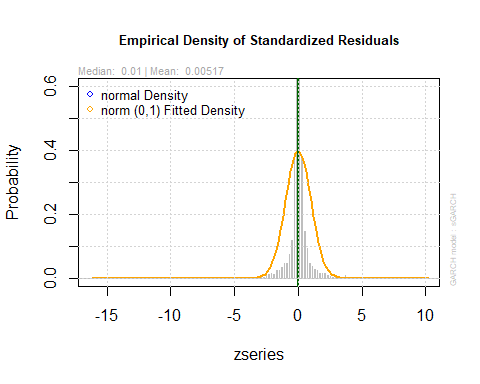 Empirical Density of Standardized Residuals
Median: 0.01 | Mean: 0.00517
normal Density
norm (0,1) Fitted Density
Probability
0.6
0.4
0.2
0.0
-15
-10
-5
0
5
10
zseries
GARCH model : sGARCH